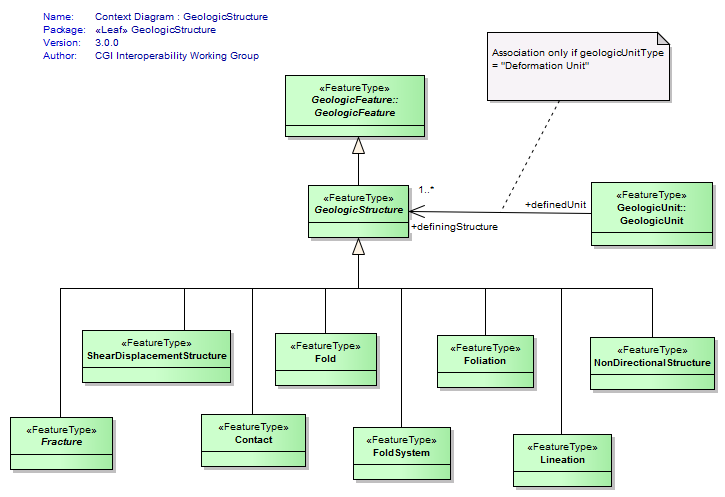 Name: Context Diagram : GeologicStructure
Package: «Leaf» GeologicStructure
Version: 3.0.0
Author: CGI Interoperability Working Group
Association only if geologicUnitType
= "Deformation Unit"
«FeatureType»
GeologicFeature::
GeologicFeature
«FeatureType»
GeologicStructure
1..*
+definingStructure
+definedUnit
«FeatureType»
GeologicUnit::
GeologicUnit
«FeatureType»
ShearDisplacementStructure
«FeatureType»
Fold
«FeatureType»
Foliation
«FeatureType»
NonDirectionalStructure
«FeatureType»
Fracture
«FeatureType»
Contact
«FeatureType»
FoldSystem
«FeatureType»
Lineation